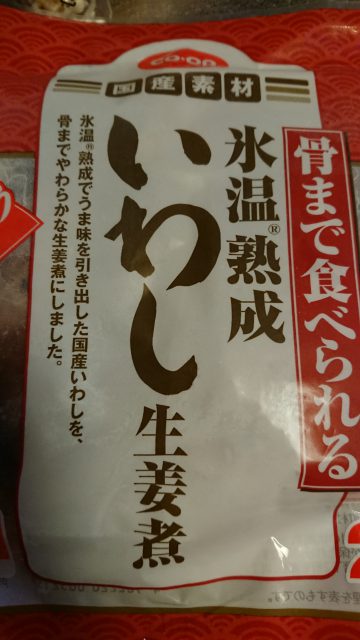 CO・OP
国産素材
骨まで食べられる
氷温®熟成
いわし生姜煮
氷温®熟成でうま味を引き出した国産いわしを、
骨までやわらかな生姜煮にしました。
り